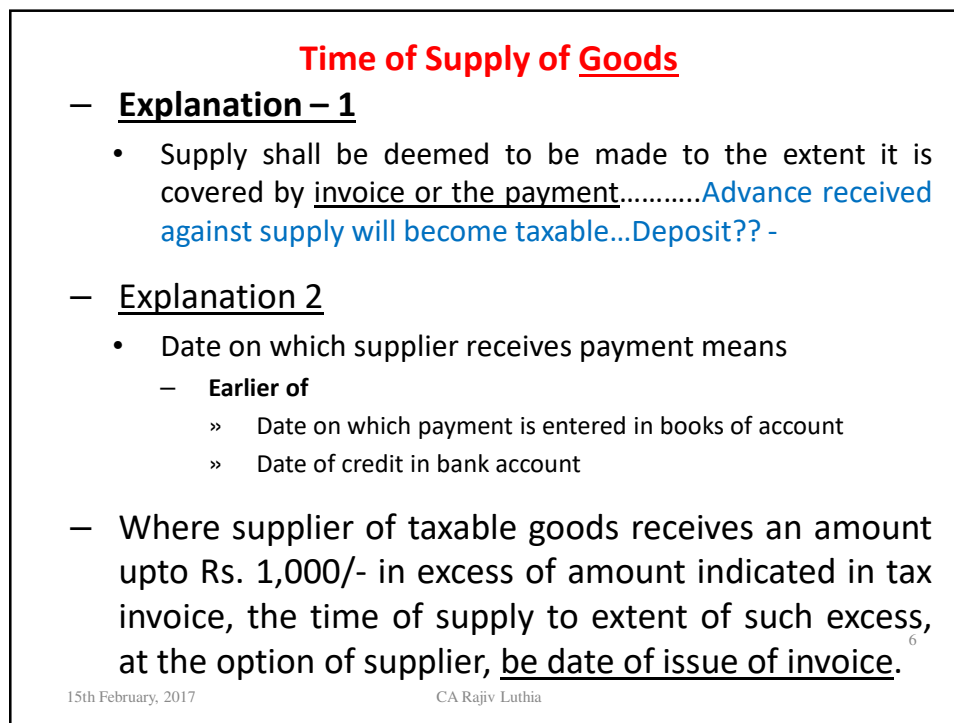 Time of Supply of Goods
– Explanation – 1
• Supply shall be deemed to be made to the extent it is
covered by invoice or the payment………..Advance received
against supply will become taxable…Deposit?? -
– Explanation 2
• Date on which supplier receives payment means
– Earlier of
» Date on which payment is entered in books of account
» Date of credit in bank account
– Where supplier of taxable goods receives an amount
upto Rs. 1,000/- in excess of amount indicated in tax
invoice, the time of supply to extent of such excess,
at the option of supplier, be date of issue of invoice.
6
15th February, 2017 CA Rajiv Luthia